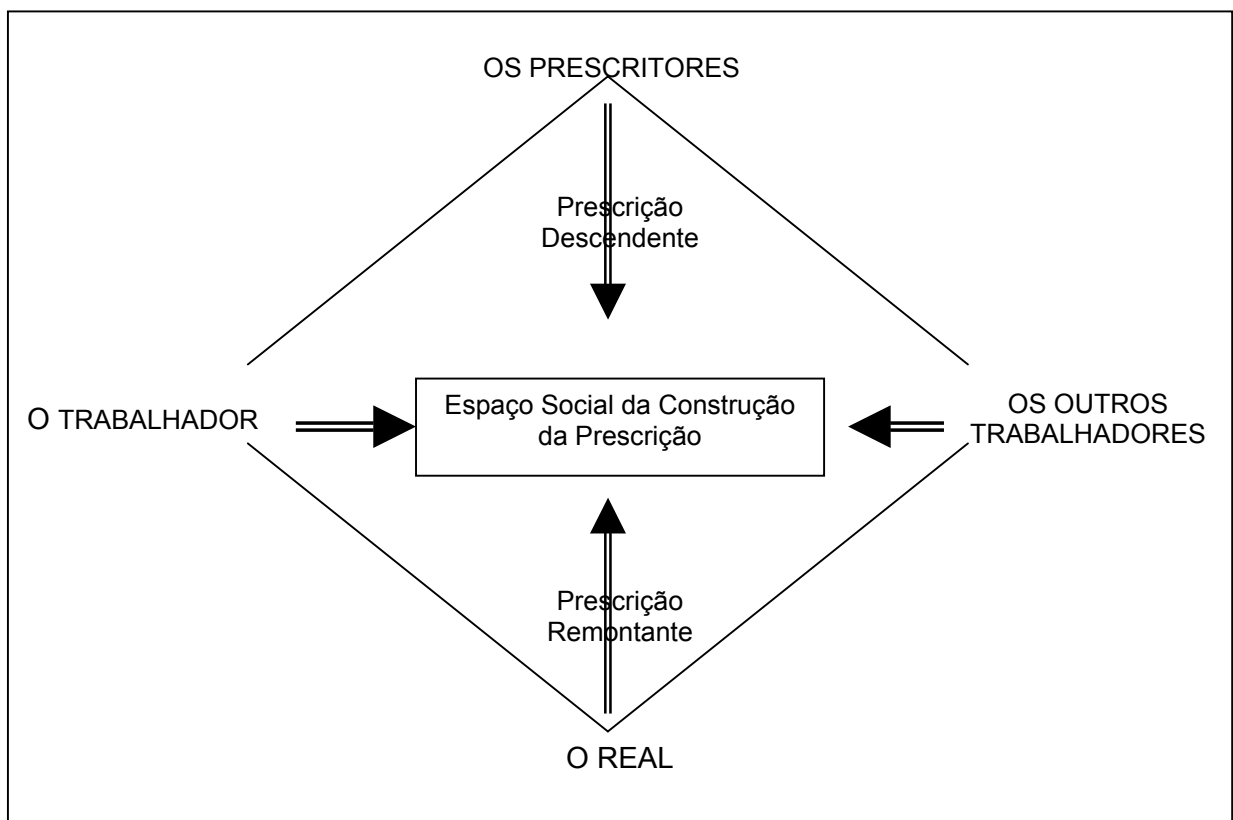 OS PRESCRITORES
Prescrição
Descendente
O TRABALHADOR
Espaço Social da Construção
da Prescrição
OS OUTROS
TRABALHADORES
Prescrição
Remontante
O REAL